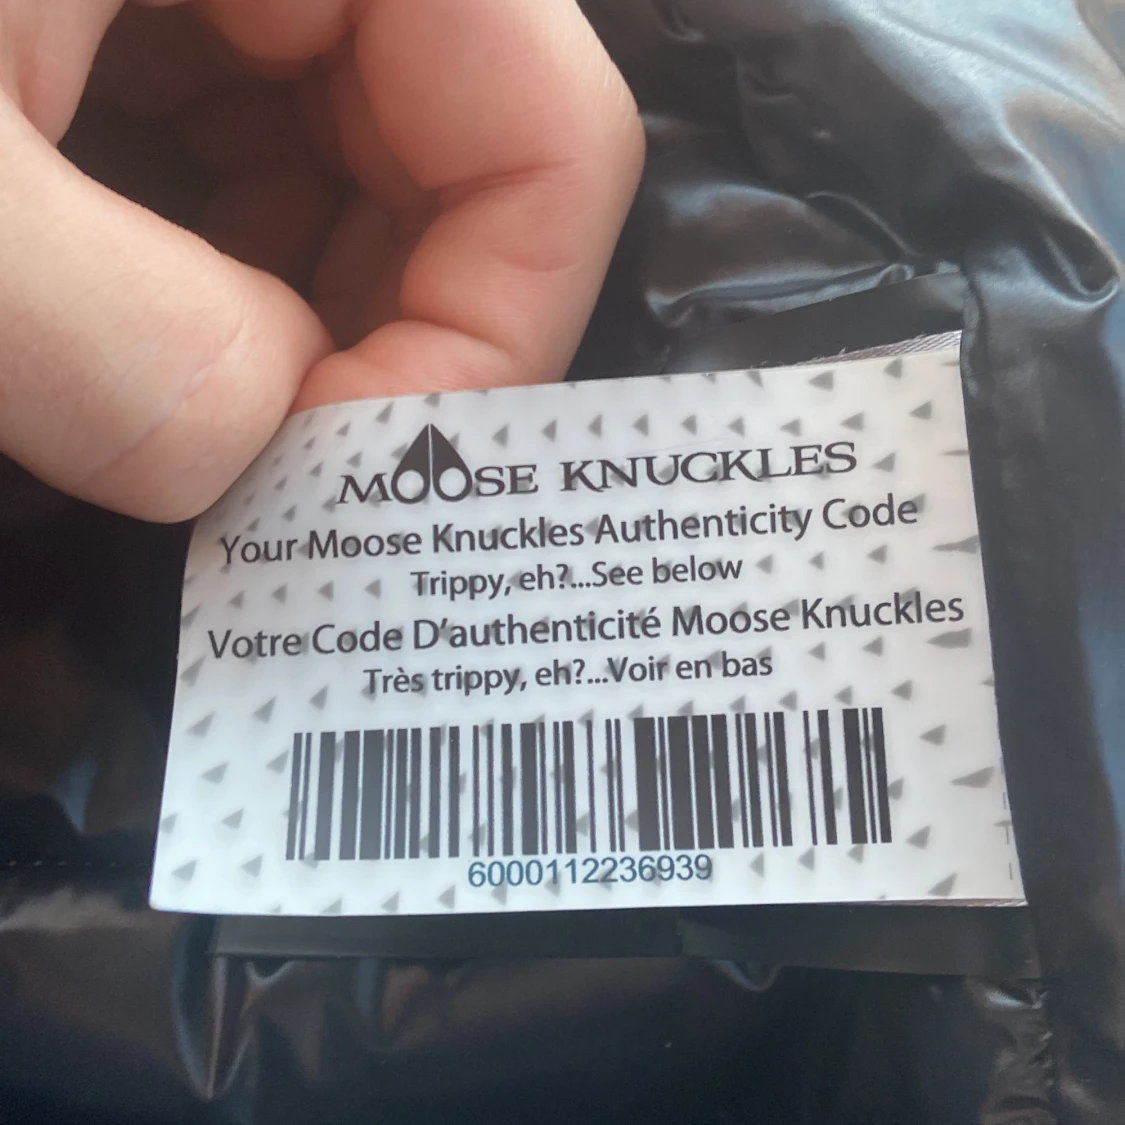 MOOSE KNUCKLES
Your Moose Knuckles Authenticity Code
Trippy, eh?...See below
Votre Code D'authenticité Moose Knuckles
Très trippy, eh?...Voir en bas
6000112236939